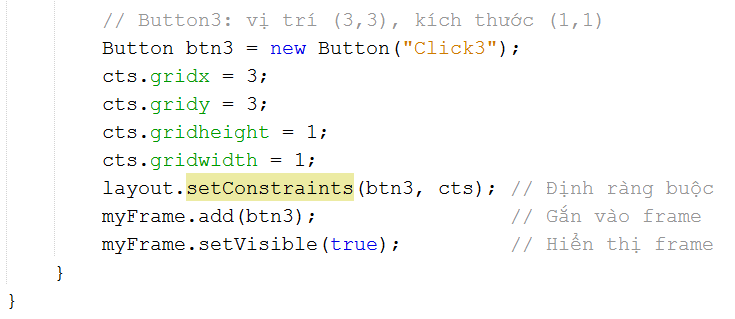 // Button3: vị trí (3,3), kích thước (1,1)
Button btn3 = new Button("Click3");
cts.gridx = 3;
cts.gridy = 3;
cts.gridheight = 1;
cts.gridwidth = 1;
layout.setConstraints(btn3, cts); // Định ràng buộc
myFrame.add(btn3); // Gắn vào frame
myFrame.setVisible(true); // Hiển thị frame
}
}